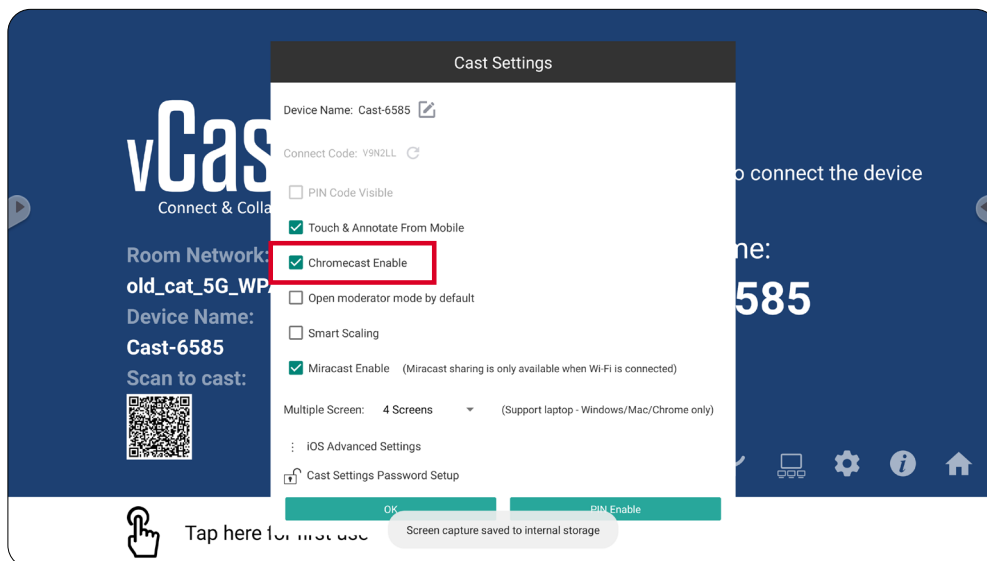 Cast Settings
Device Name: Cast-6585
Connect Code: V9N2LL
PIN Code Visible
Touch & Annotate From Mobile
Chromecast Enable
Open moderator mode by default
Smart Scaling
Miracast Enable (Miracast sharing is only available when Wi-Fi is connected)
Multiple Screen: 4 Screens (Support laptop - Windows/Mac/Chrome only)
iOS Advanced Settings
Cast Settings Password Setup
OK PIN Enable
Screen capture saved to internal storage
vCas
Connect & Colla
Room Network:
old_cat_5G_WP
Device Name:
Cast-6585
Scan to cast:
o connect the device
me:
585
Tap here for first use